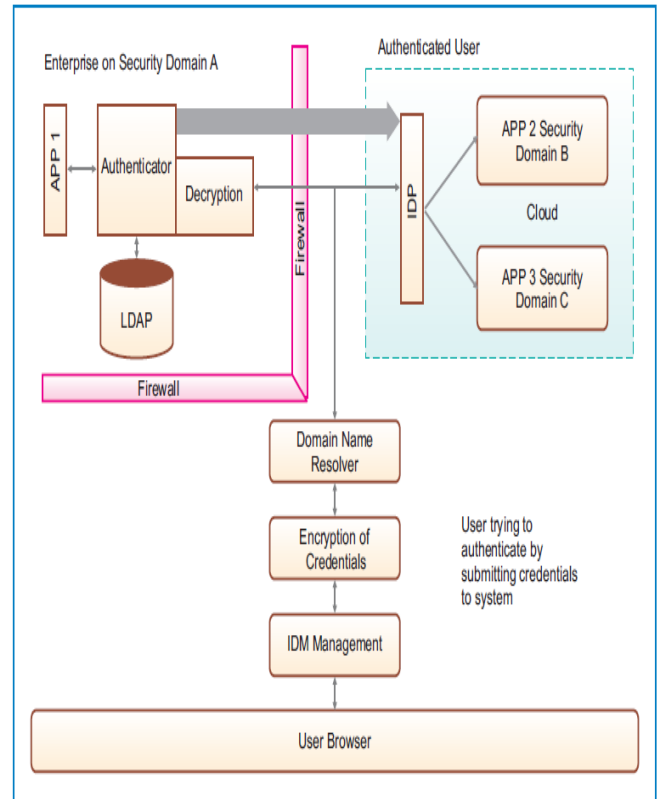 Enterprise on Security Domain A
Authenticated User
APP 1
Authenticator
Decryption
LDAP
Firewall
Firewall
IDP
APP 2 Security
Domain B
Cloud
APP 3 Security
Domain C
Domain Name
Resolver
Encryption of
Credentials
IDM Management
User trying to
authenticate by
submitting credentials
to system
User Browser